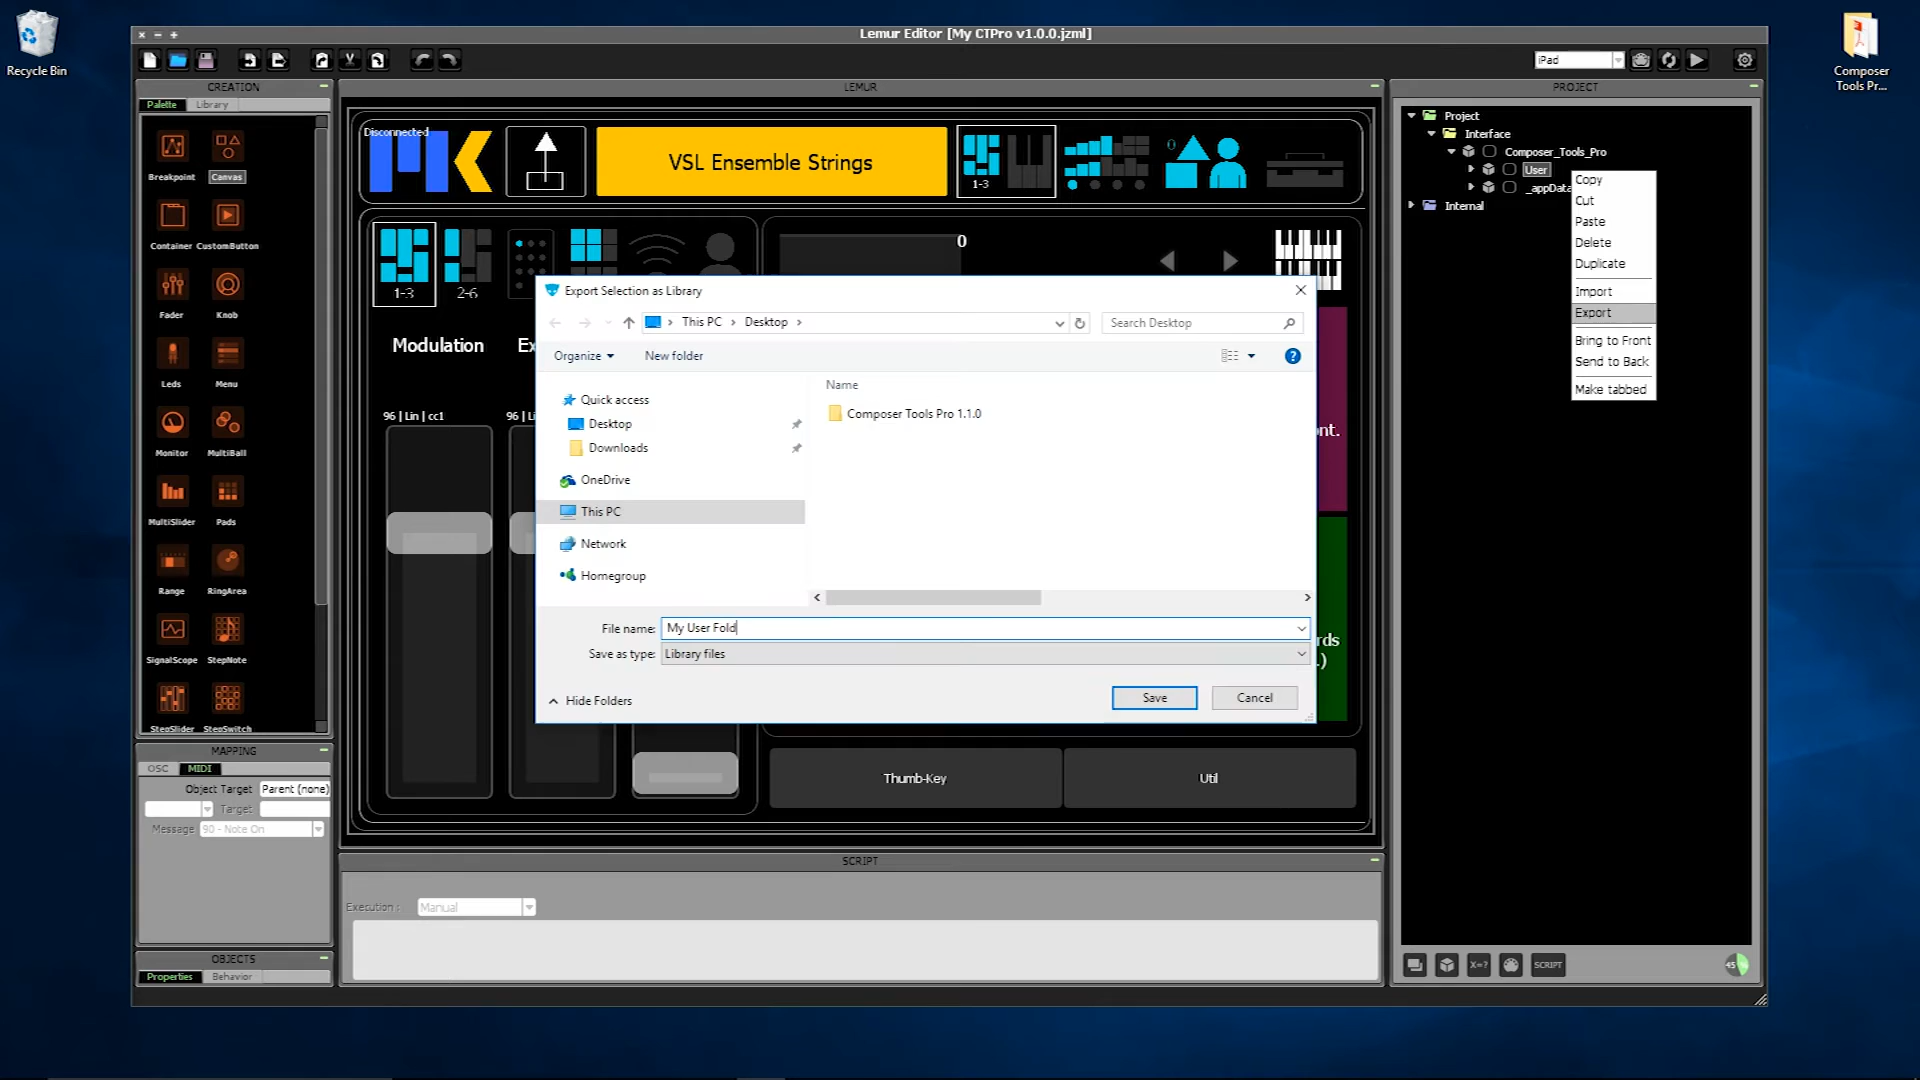 Recycle Bin
Composer
Tools Pr...
Lemur Editor [My CTPro v1.0.0.jzml]
iPad
CREATION
Palette Library
Breakpoint Canvas
Container CustomButton
Fader Knob
Leds Menu
Monitor MultiBall
MultiSlider Pads
Range RingArea
SignalScope StepNote
StepSlider StepSwitch
MAPPING
OSC MIDI
Object Target Parent (none)
Target
Message 90 - Note On
OBJECTS
Properties Behavior
LEMUR
Disconnected
VSL Ensemble Strings
1-3
0
1-3 2-6
0
Modulation Ex
96 | Lin | cc1 96 | Li
nt.
rds
.)
Thumb-Key Util
Export Selection as Library
This PC Desktop
Search Desktop
Organize New folder
Quick access
Desktop
Downloads
OneDrive
This PC
Network
Homegroup
Name
Composer Tools Pro 1.1.0
File name: My User Fold
Save as type: Library files
Hide Folders
Save Cancel
SCRIPT
Execution : Manual
PROJECT
Project
Interface
Composer_Tools_Pro
User
_appData
Internal
Copy
Cut
Paste
Delete
Duplicate
Import
Export
Bring to Front
Send to Back
Make tabbed
X=?
SCRIPT
45 %